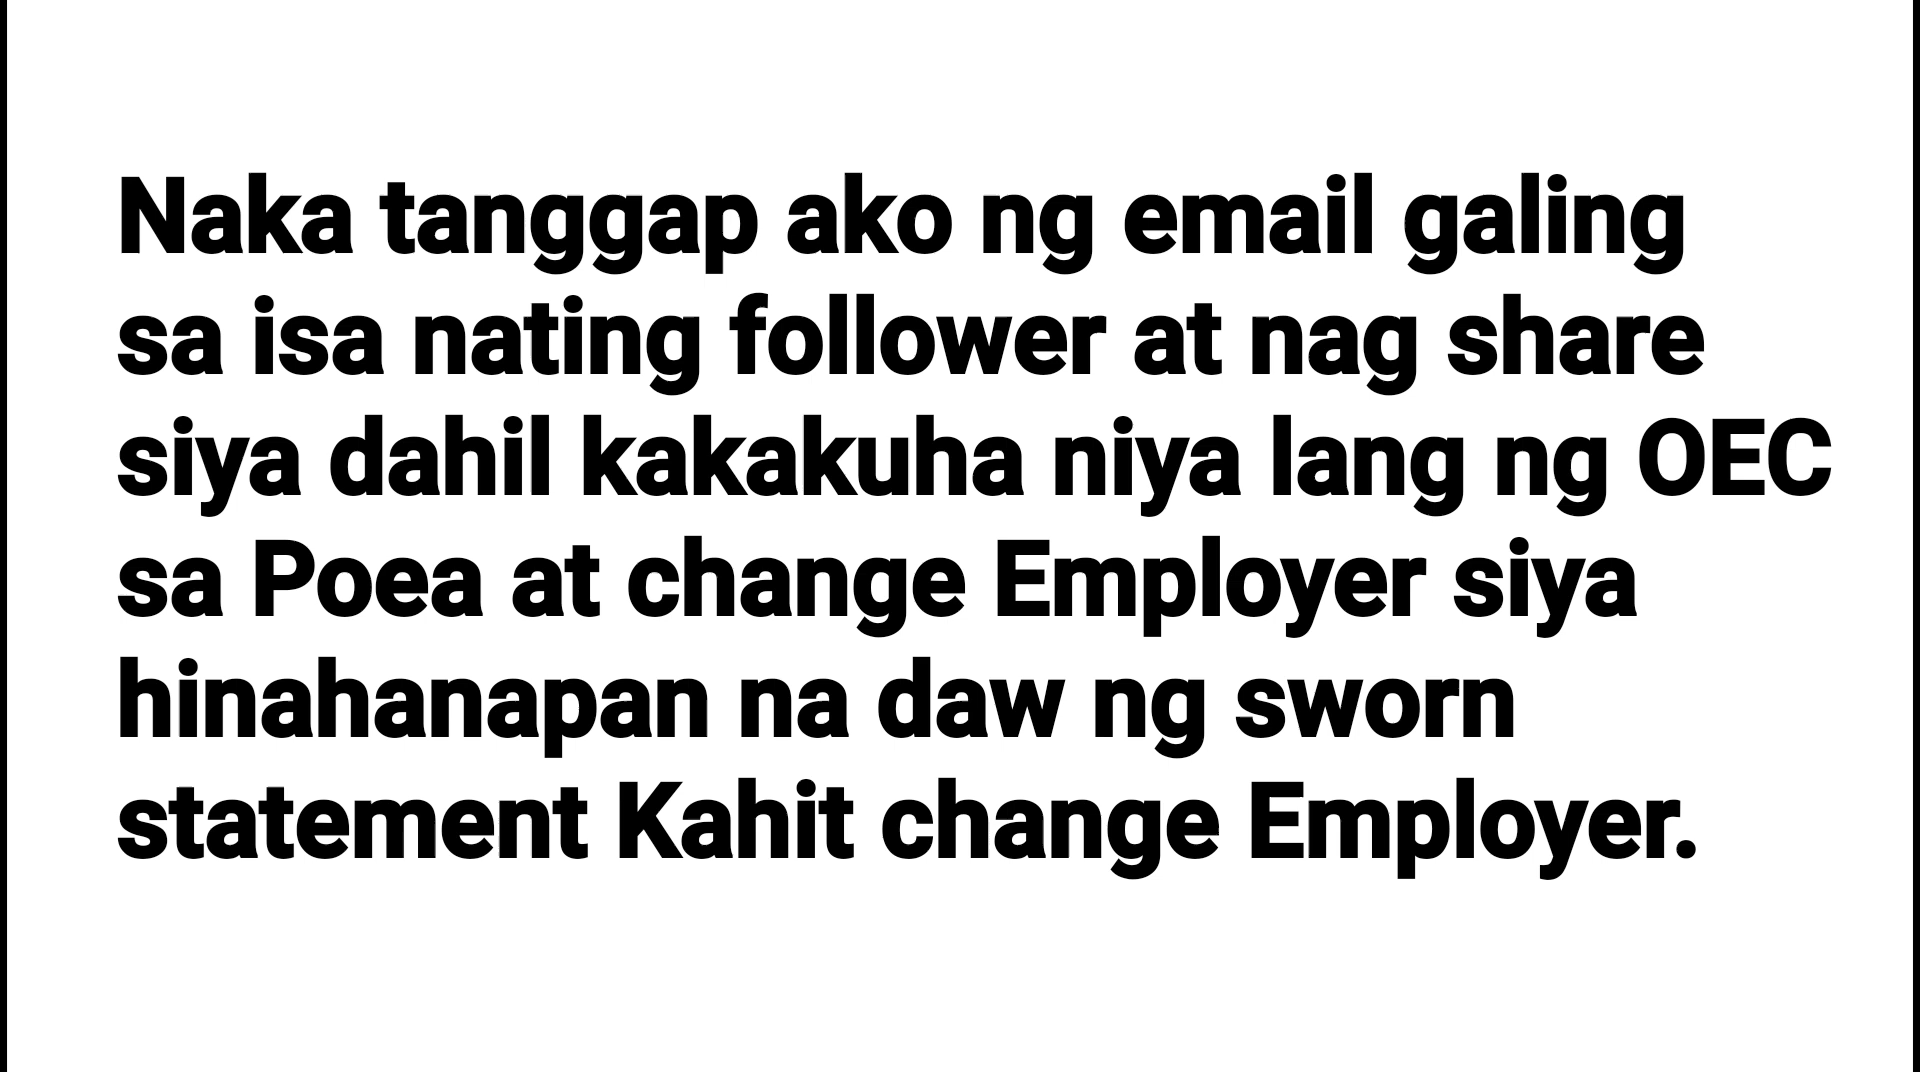 Naka tanggap ako ng email galing
sa isa nating follower at nag share
siya dahil kakakuha niya lang ng OEC
sa Poea at change Employer siya
hinahanapan na daw ng sworn
statement Kahit change Employer.